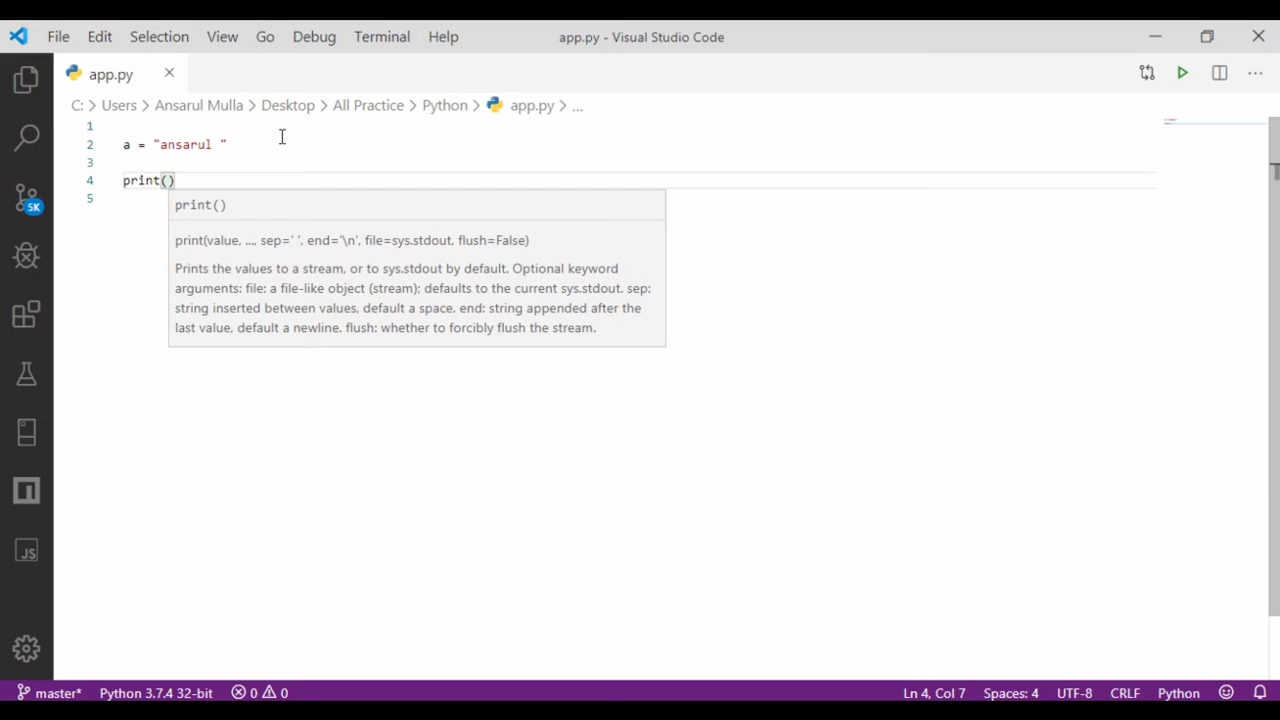 File Edit Selection View Go Debug Terminal Help app.py - Visual Studio Code
app.py
C: > Users > Ansarul Mulla > Desktop > All Practice > Python > app.py > ...
1
2 a = "ansarul "
3
4 print()
5
print()
print(value, ..., sep=' ', end='\n', file=sys.stdout, flush=False)
Prints the values to a stream, or to sys.stdout by default. Optional keyword
arguments: file: a file-like object (stream); defaults to the current sys.stdout. sep:
string inserted between values, default a space. end: string appended after the
last value, default a newline. flush: whether to forcibly flush the stream.
5K
JS
master* Python 3.7.4 32-bit 0 0 Ln 4, Col 7 Spaces: 4 UTF-8 CRLF Python